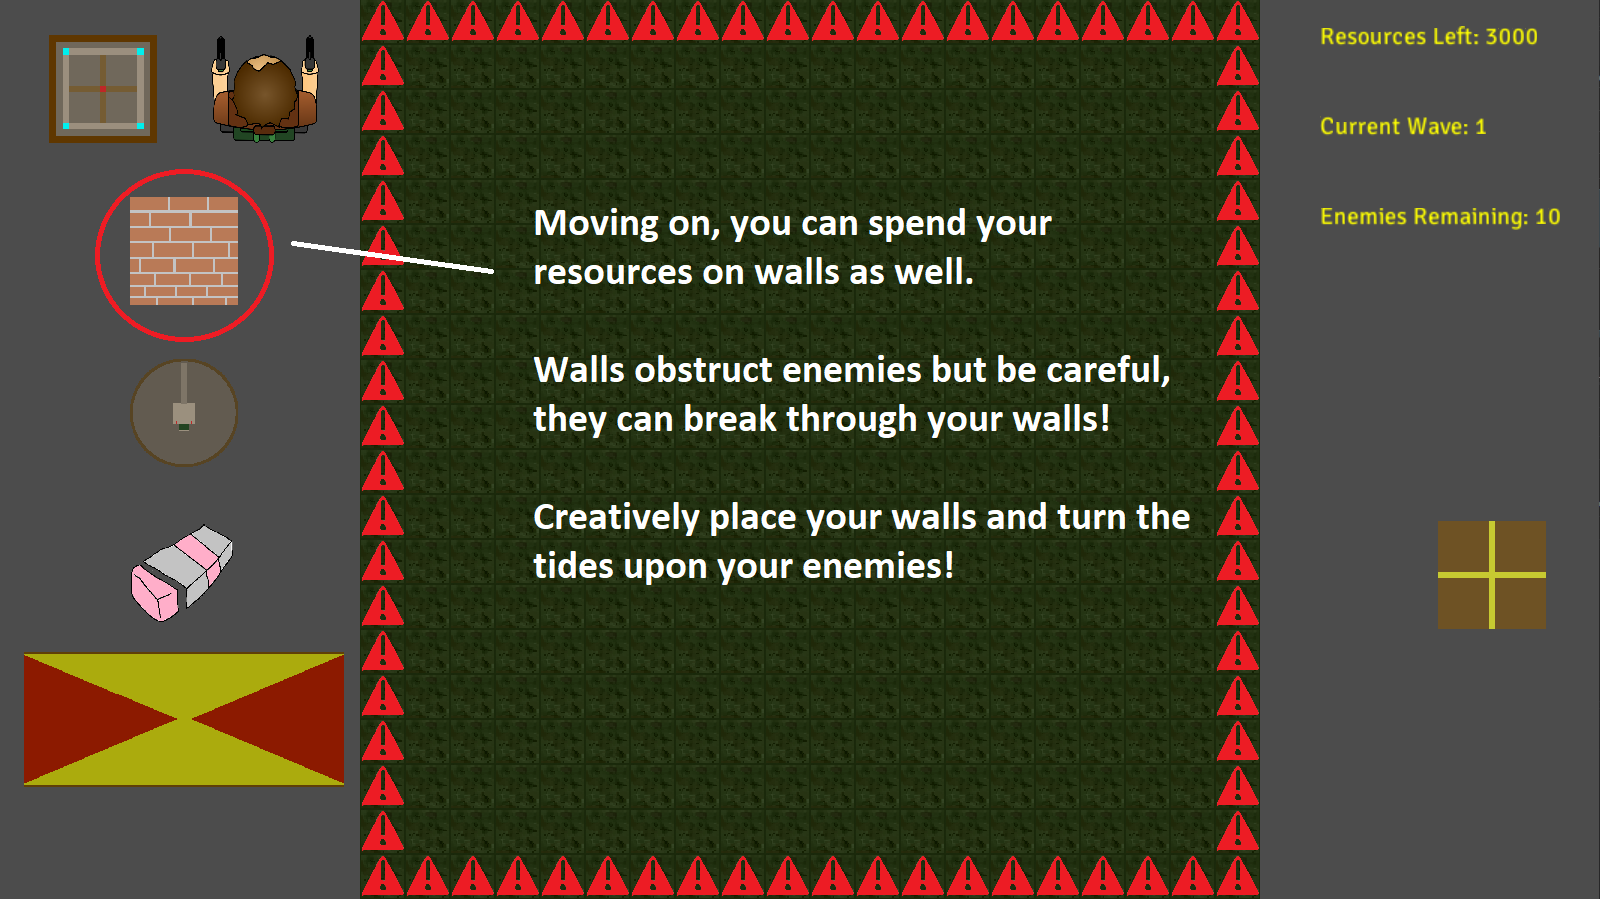 Resources Left: 3000
Current Wave: 1
Enemies Remaining: 10
Moving on, you can spend your
resources on walls as well.
Walls obstruct enemies but be careful,
they can break through your walls!
Creatively place your walls and turn the
tides upon your enemies!